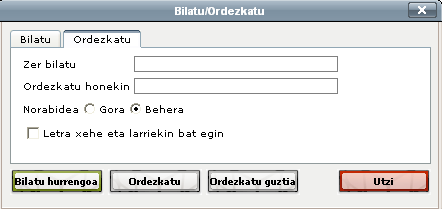 Bilatu/Ordezkatu
Bilatu Ordezkatu
Zer bilatu
Ordezkatu honekin
Norabidea Gora Behera
Letra xehe eta larriekin bat egin
Bilatu hurrengoa Ordezkatu Ordezkatu guztia Utzi